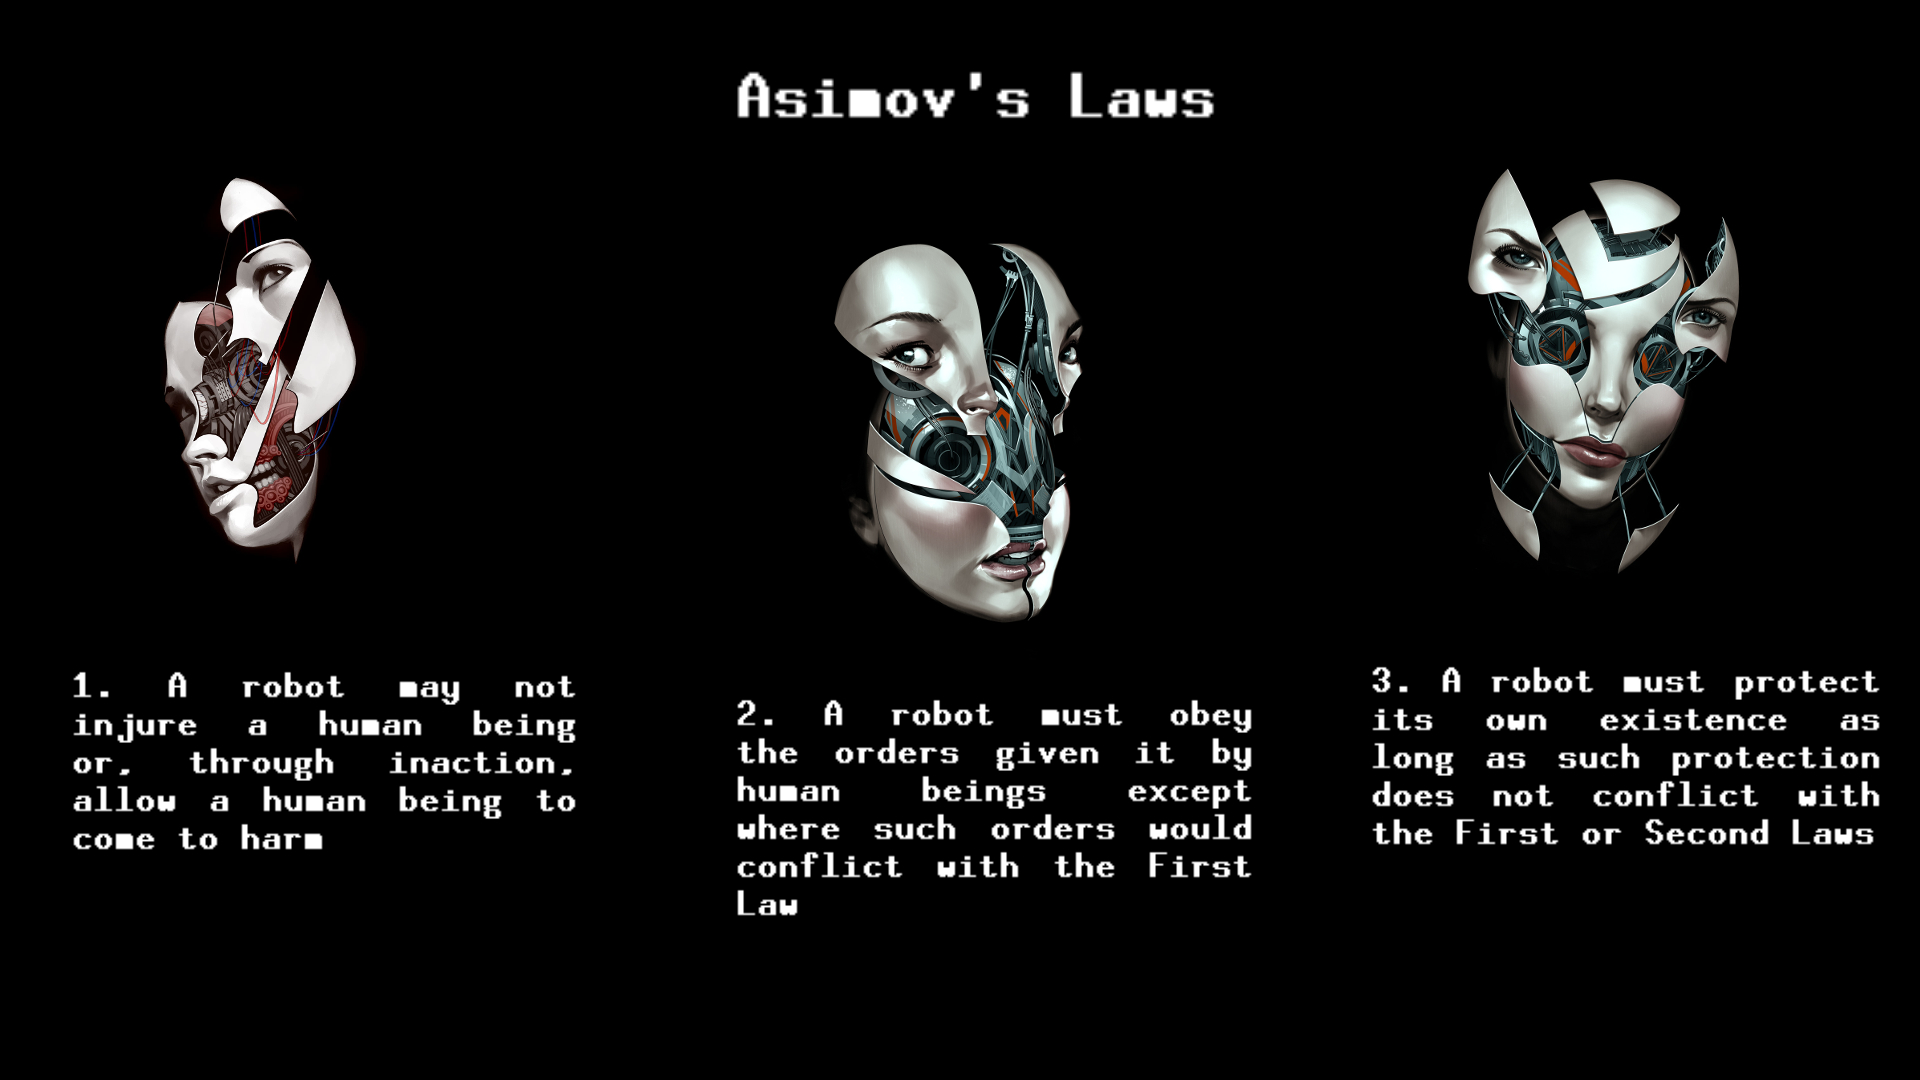 Asimov's Laws
1. A robot may not
injure a human being
or, through inaction,
allow a human being to
come to harm
2. A robot must obey
the orders given it by
human beings except
where such orders would
conflict with the First
Law
3. A robot must protect
its own existence as
long as such protection
does not conflict with
the First or Second Laws